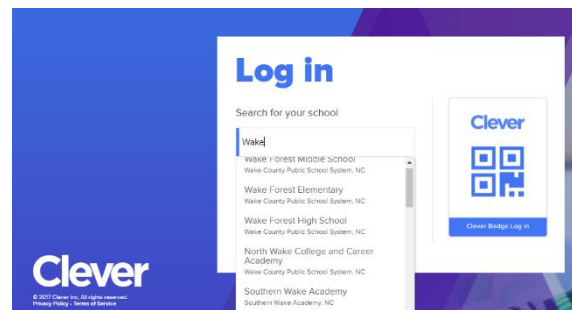 Log in
Search for your school
Wake
Wake Forest Middle School
Wake County Public School System, NC
Wake Forest Elementary
Wake County Public School System, NC
Wake Forest High School
Wake County Public School System, NC
North Wake College and Career
Academy
Wake County Public School System, NC
Southern Wake Academy
Southern Wake Academy, NC
Clever
Clever Badge Log in
Clever
© 2017 Clever Inc. All rights reserved.
Privacy Policy - Terms of Service